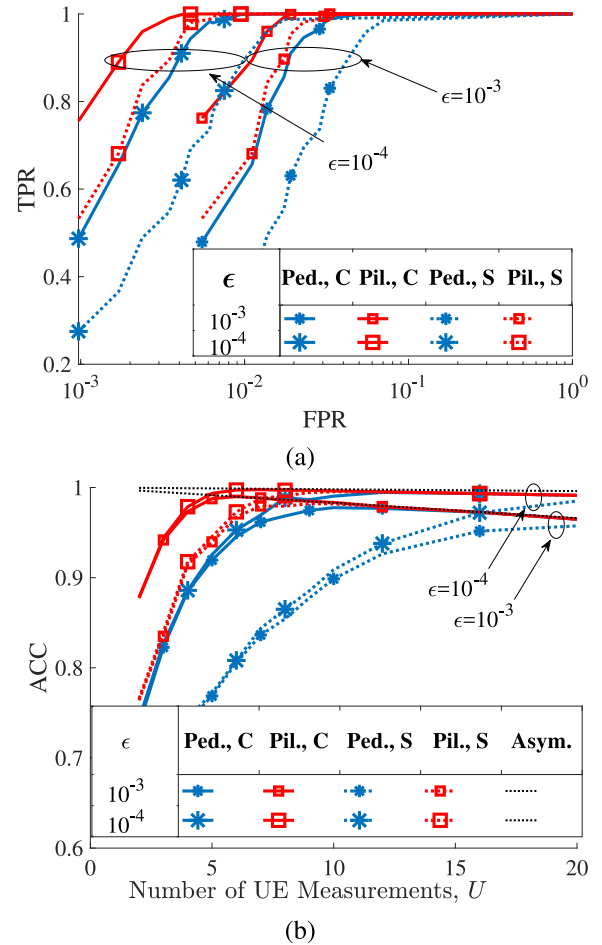 1
0.8
0.6
0.4
0.2
TPR
ϵ=10⁻³
ϵ=10⁻⁴
ϵ Ped., C Pil., C Ped., S Pil., S
10⁻³
10⁻⁴
10⁻³ 10⁻² 10⁻¹ 10⁰
FPR
(a)
1
0.9
0.8
0.7
0.6
ACC
ϵ=10⁻⁴
ϵ=10⁻³
ϵ Ped., C Pil., C Ped., S Pil., S Asym.
10⁻³
10⁻⁴
0 5 10 15 20
Number of UE Measurements, U
(b)